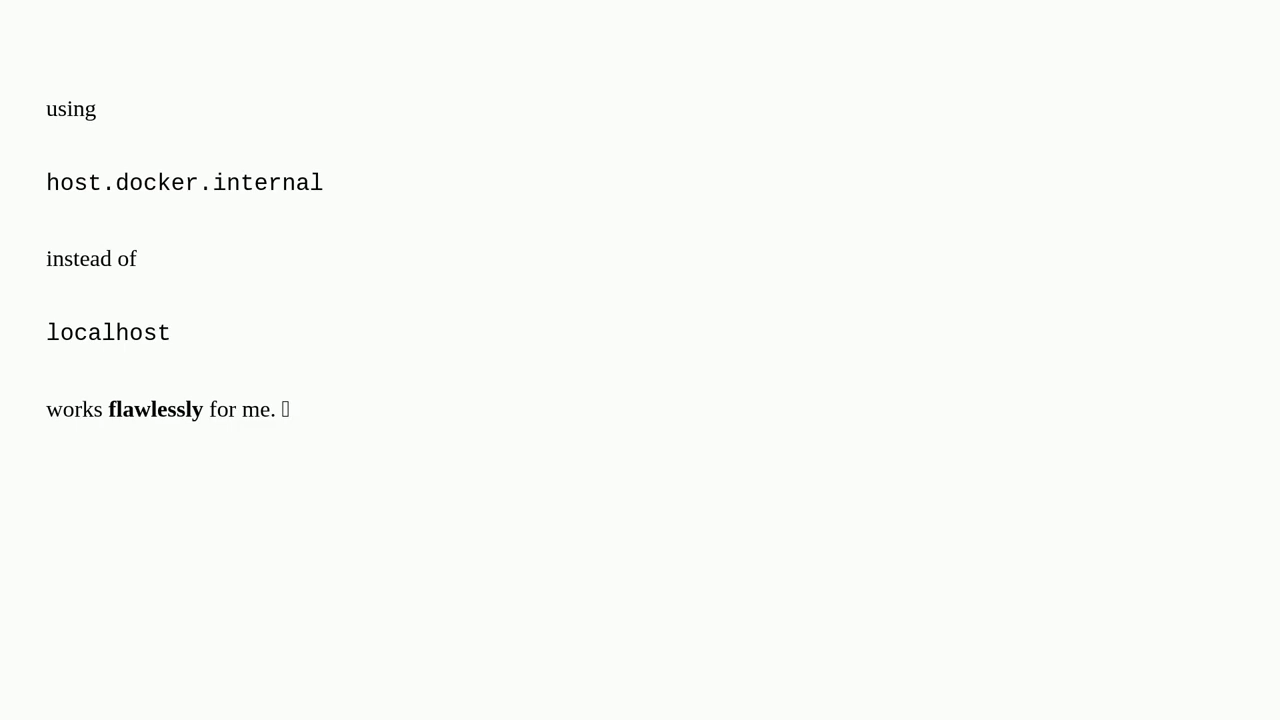 using
host.docker.internal
instead of
localhost
works flawlessly for me.